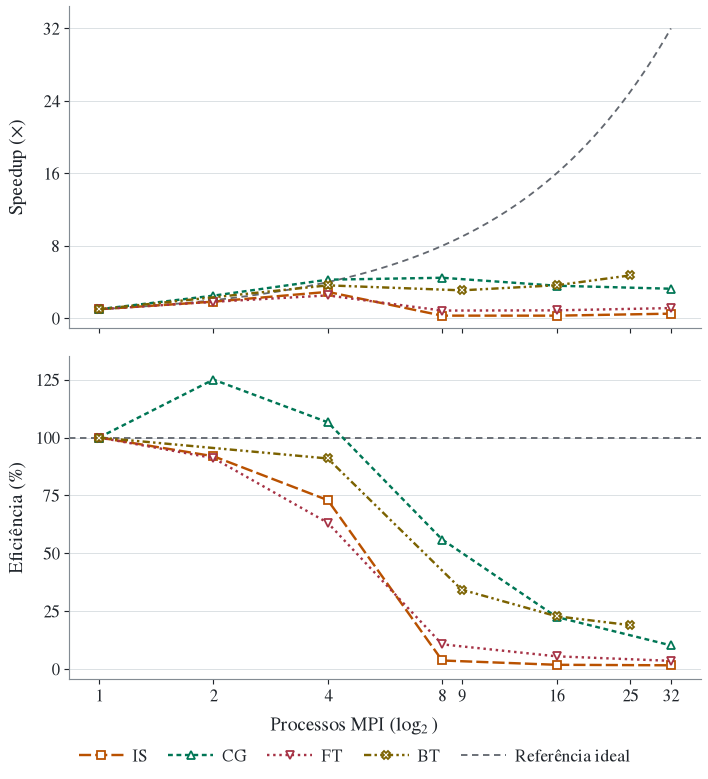 Speedup (×)
32
24
16
8
0
Eficiência (%)
125
100
75
50
25
0
1 2 4 8 9 16 25 32
Processos MPI (log₂)
IS CG FT BT Referência ideal